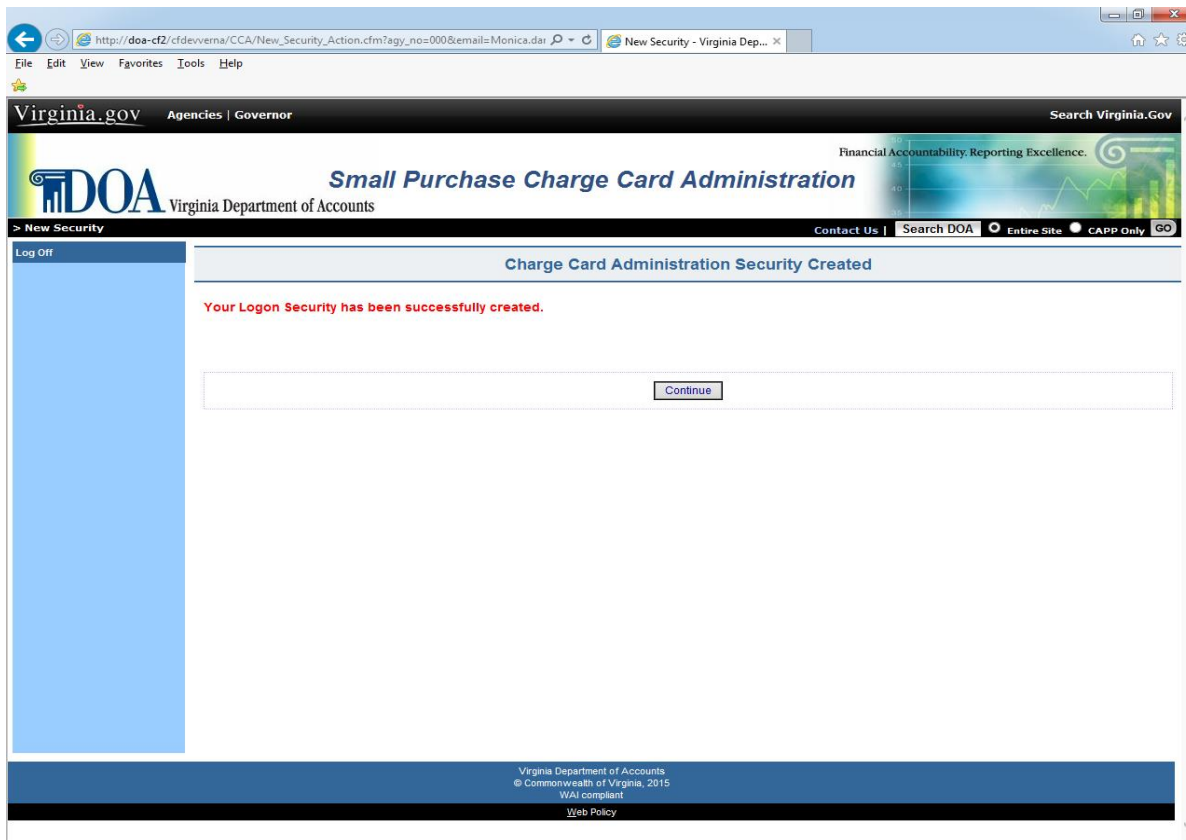 http://doa-cf2/cfdevverna/CCA/New_Security_Action.cfm?agy_no=000&email=Monica.dar
New Security - Virginia Dep...
File Edit View Favorites Tools Help
Virginia.gov Agencies | Governor Search Virginia.Gov
Financial Accountability. Reporting Excellence.
DOA Virginia Department of Accounts
Small Purchase Charge Card Administration
> New Security Contact Us | Search DOA Entire Site CAPP Only GO
Log Off
Charge Card Administration Security Created
Your Logon Security has been successfully created.
Continue
Virginia Department of Accounts
© Commonwealth of Virginia, 2015
WAI compliant
Web Policy